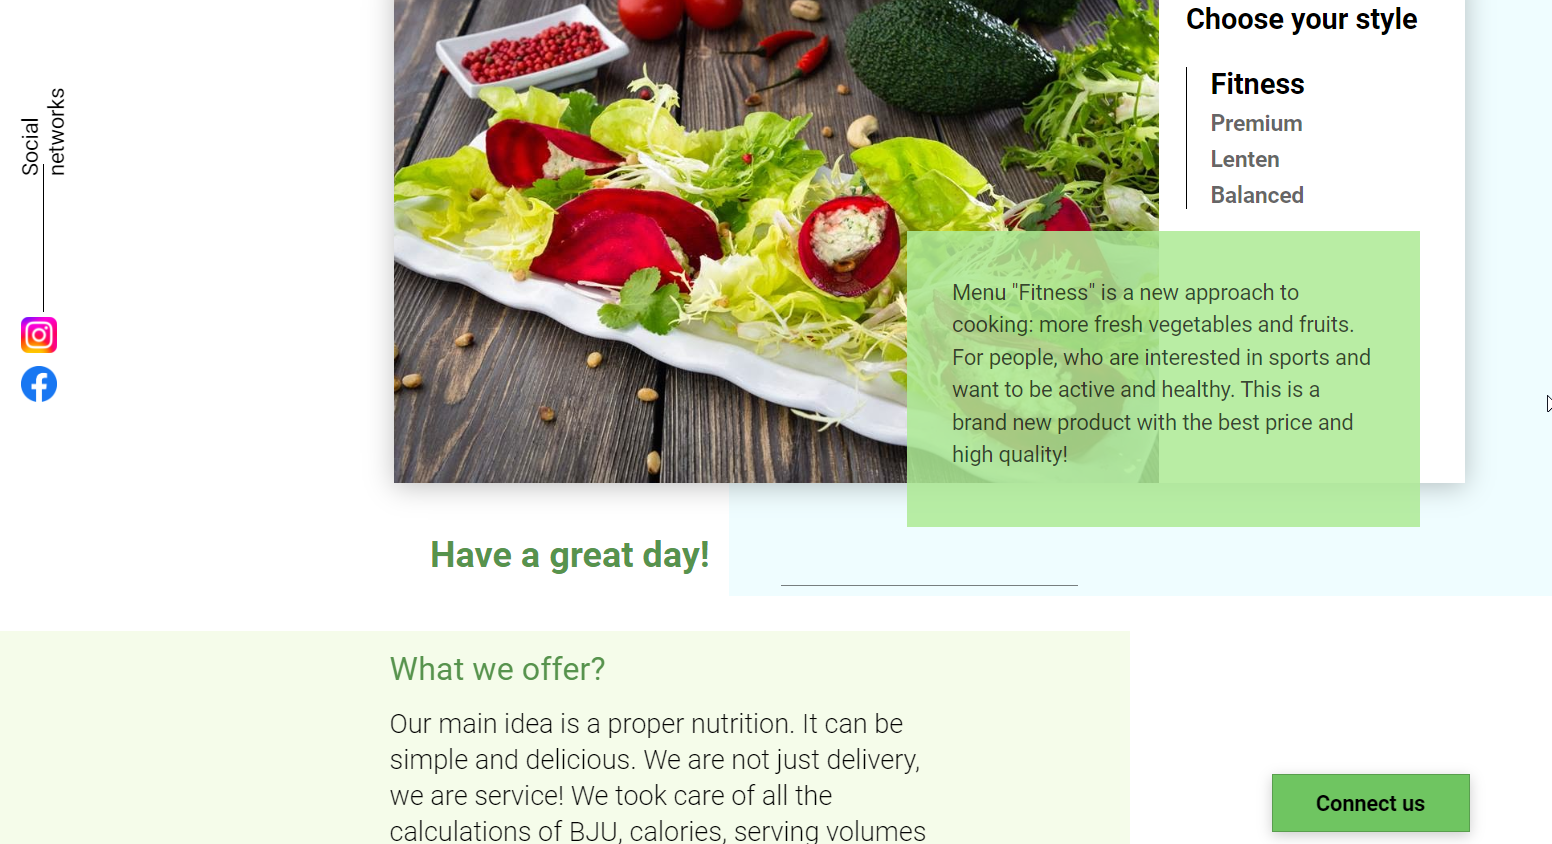 Choose your style
Social
networks
Fitness
Premium
Lenten
Balanced
Menu "Fitness" is a new approach to
cooking: more fresh vegetables and fruits.
For people, who are interested in sports and
want to be active and healthy. This is a
brand new product with the best price and
high quality!
Have a great day!
What we offer?
Our main idea is a proper nutrition. It can be
simple and delicious. We are not just delivery,
we are service! We took care of all the
calculations of BJU, calories, serving volumes
Connect us